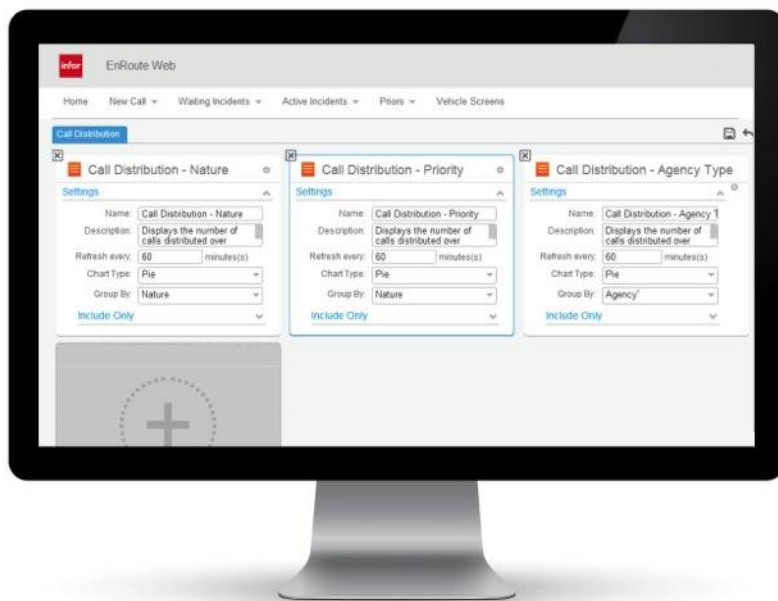 infor EnRoute Web
Home New Call Waiting Incidents Active Incidents Priors Vehicle Screens
Call Distribution
Call Distribution - Nature
Settings
Name: Call Distribution - Nature
Description: Displays the number of
calls distributed over
Refresh every: 60 minutes(s)
Chart Type: Pie
Group By: Nature
Include Only
Call Distribution - Priority
Settings
Name: Call Distribution - Priority
Description: Displays the number of
calls distributed over
Refresh every: 60 minutes(s)
Chart Type: Pie
Group By: Nature
Include Only
Call Distribution - Agency Type
Settings
Name: Call Distribution - Agency T
Description: Displays the number of
calls distributed over
Refresh every: 60 minutes(s)
Chart Type: Pie
Group By: Agency"
Include Only